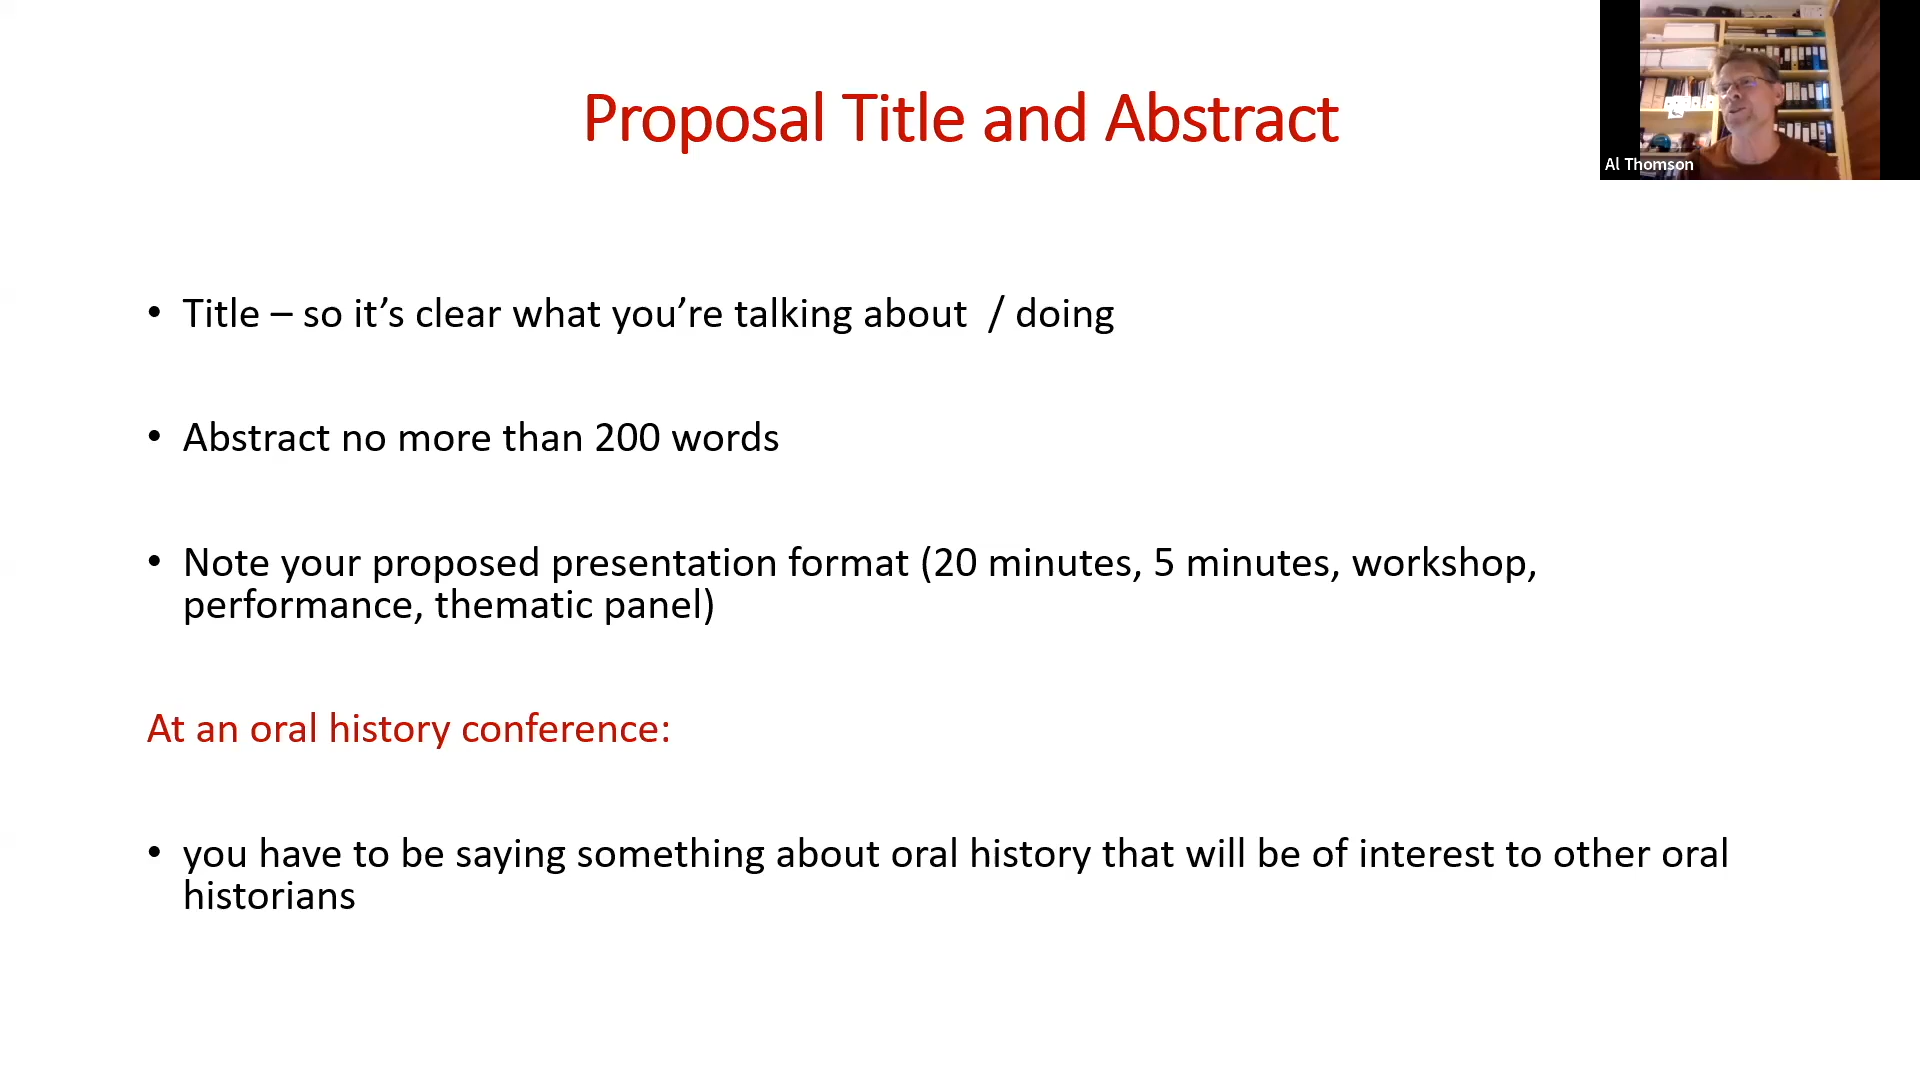 Proposal Title and Abstract
Al Thomson
• Title – so it’s clear what you’re talking about  / doing
• Abstract no more than 200 words
• Note your proposed presentation format (20 minutes, 5 minutes, workshop,
performance, thematic panel)
At an oral history conference:
• you have to be saying something about oral history that will be of interest to other oral
historians